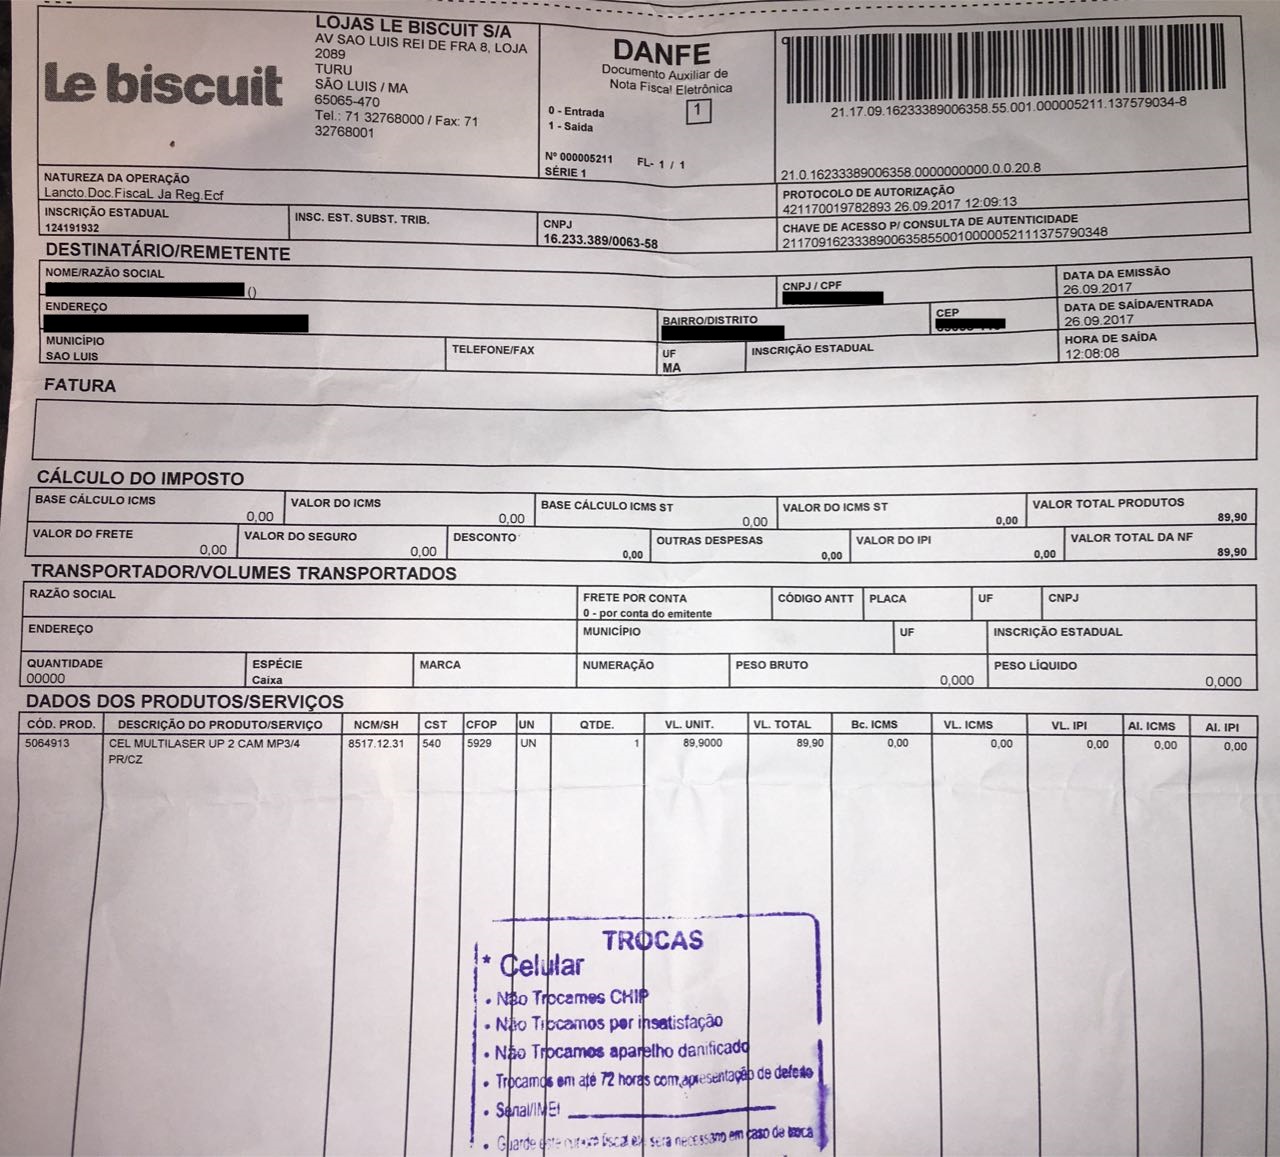 le biscuit
LOJAS LE BISCUIT S/A
AV SAO LUIS REI DE FRA 8, LOJA
2089
TURU
SÃO LUIS / MA
65065-470
Tel.: 71 32768000 / Fax: 71
32768001
DANFE
Documento Auxiliar de
Nota Fiscal Eletrônica
0 - Entrada
1 - Saida
1
Nº 000005211 FL- 1 / 1
SÉRIE 1
21.17.09.16233389006358.55.001.000005211.137579034-8
21.0.16233389006358.0000000000.0.0.20.8
NATUREZA DA OPERAÇÃO
Lancto.Doc.FiscaL Ja Reg.Ecf
PROTOCOLO DE AUTORIZAÇÃO
421170019782893 26.09.2017 12:09:13
INSCRIÇÃO ESTADUAL
124191932
INSC. EST. SUBST. TRIB.
CNPJ
16.233.389/0063-58
CHAVE DE ACESSO P/ CONSULTA DE AUTENTICIDADE
21170916233389006358550010000052111375790348
DESTINATÁRIO/REMETENTE
NOME/RAZÃO SOCIAL
()
CNPJ / CPF
DATA DA EMISSÃO
26.09.2017
ENDEREÇO
BAIRRO/DISTRITO
CEP
DATA DE SAÍDA/ENTRADA
26.09.2017
MUNICÍPIO
SAO LUIS
TELEFONE/FAX
UF
MA
INSCRIÇÃO ESTADUAL
HORA DE SAÍDA
12:08:08
FATURA
CÁLCULO DO IMPOSTO
BASE CÁLCULO ICMS
0,00
VALOR DO ICMS
0,00
BASE CÁLCULO ICMS ST
0,00
VALOR DO ICMS ST
0,00
VALOR TOTAL PRODUTOS
89,90
VALOR DO FRETE
0,00
VALOR DO SEGURO
0,00
DESCONTO
0,00
OUTRAS DESPESAS
0,00
VALOR DO IPI
0,00
VALOR TOTAL DA NF
89,90
TRANSPORTADOR/VOLUMES TRANSPORTADOS
RAZÃO SOCIAL
FRETE POR CONTA
0 - por conta do emitente
CÓDIGO ANTT
PLACA
UF
CNPJ
ENDEREÇO
MUNICÍPIO
UF
INSCRIÇÃO ESTADUAL
QUANTIDADE
00000
ESPÉCIE
Caixa
MARCA
NUMERAÇÃO
PESO BRUTO
0,000
PESO LÍQUIDO
0,000
DADOS DOS PRODUTOS/SERVIÇOS
CÓD. PROD. DESCRIÇÃO DO PRODUTO/SERVIÇO NCM/SH CST CFOP UN QTDE. VL. UNIT. VL. TOTAL Bc. ICMS VL. ICMS VL. IPI Al. ICMS Al. IPI
5064913 CEL MULTILASER UP 2 CAM MP3/4 8517.12.31 540 5929 UN 1 89,9000 89,90 0,00 0,00 0,00 0,00 0,00
PR/CZ
TROCAS
* Celular
• Não Trocamos CHIP
• Não Trocamos por insatisfação
• Não Trocamos aparelho danificado
• Trocamos em até 72 horas com apresentação de defeito
• Serial/IMEI
• Guarde este cupom fiscal será necessário em caso de troca